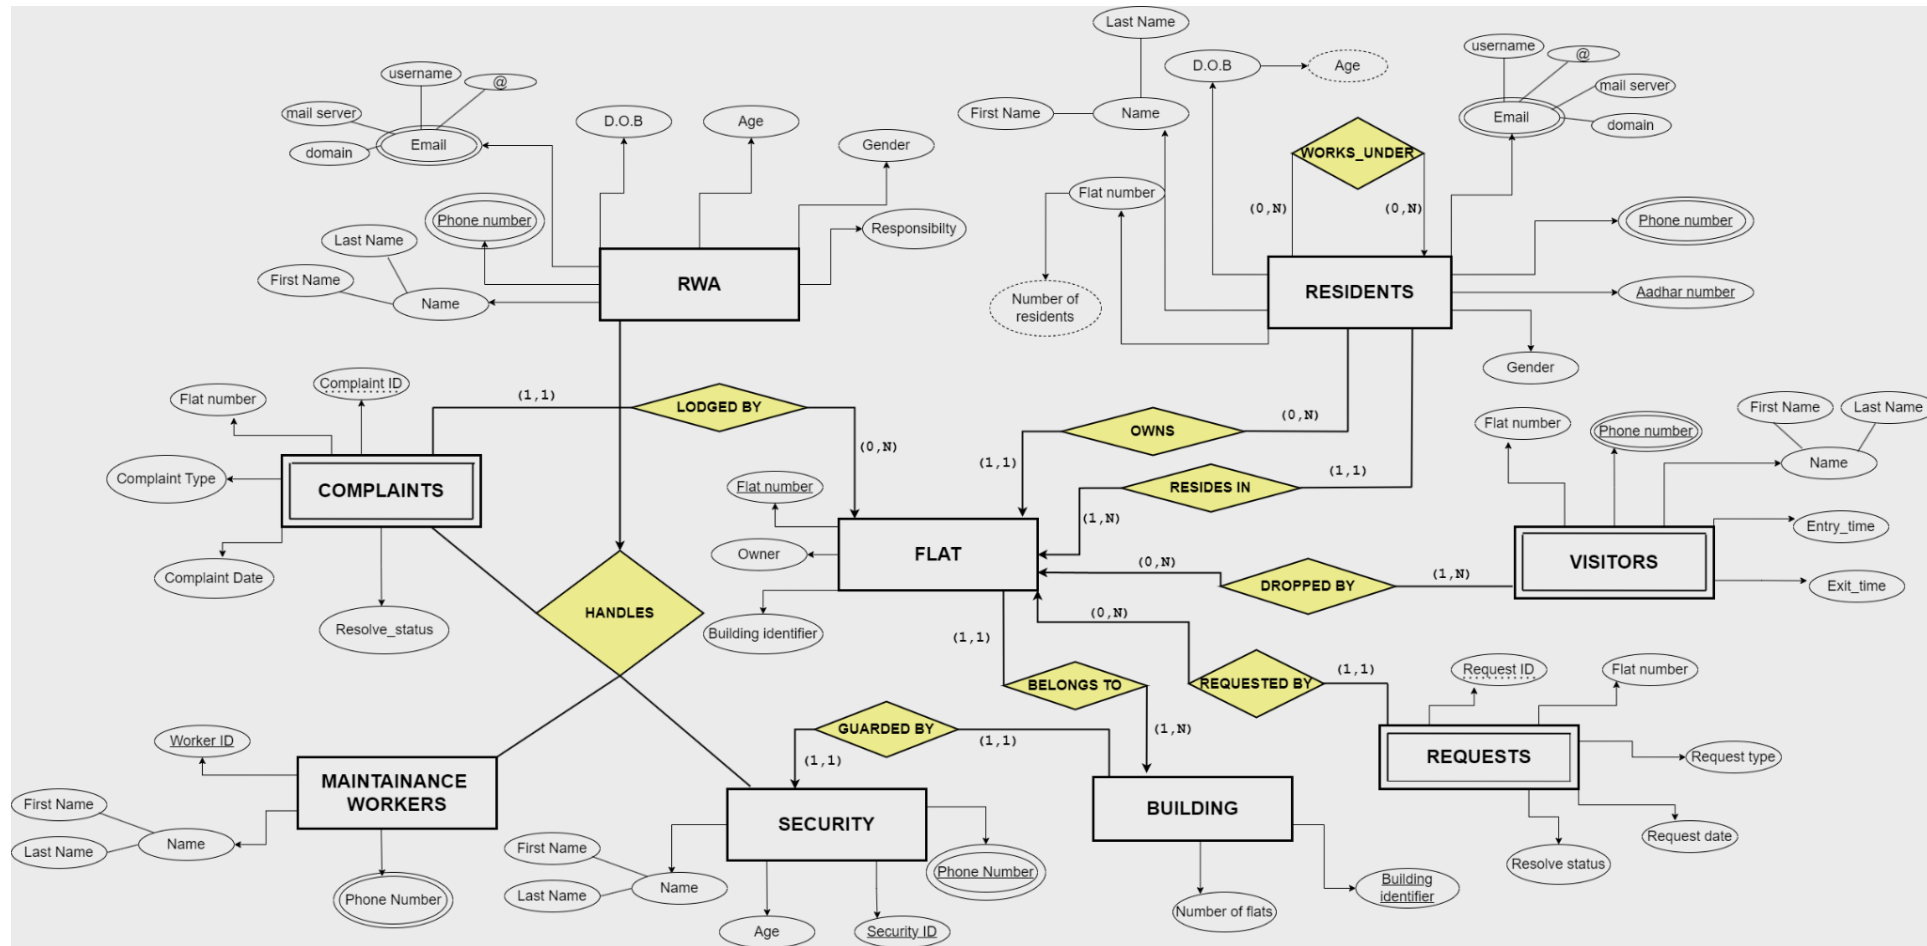 Last Name
username
@
mail server
domain
Email
D.O.B
Age
Gender
Phone number
Responsibilty
Last Name
First Name
Name
RWA
D.O.B
Age
First Name
Name
username
@
mail server
Email
domain
WORKS_UNDER
Flat number
(0,N)
(0,N)
Phone number
Aadhar number
Number of
residents
RESIDENTS
Gender
Complaint ID
Flat number
(1,1)
LODGED BY
(0,N)
Complaint Type
COMPLAINTS
Complaint Date
Resolve_status
HANDLES
OWNS
(0,N)
(1,1)
RESIDES IN
(1,1)
(1,N)
Flat number
Owner
FLAT
Building identifier
First Name
Last Name
Flat number
Phone number
Name
Entry_time
VISITORS
Exit_time
(0,N)
DROPPED BY
(1,N)
(0,N)
(1,1)
BELONGS TO
(1,N)
REQUESTED BY
(1,1)
Request ID
Flat number
REQUESTS
Request type
Request date
Resolve status
GUARDED BY
(1,1)
(1,1)
Worker ID
MAINTAINANCE
WORKERS
First Name
Last Name
Name
Phone Number
SECURITY
First Name
Last Name
Name
Age
Security ID
Phone Number
BUILDING
Number of flats
Building
identifier